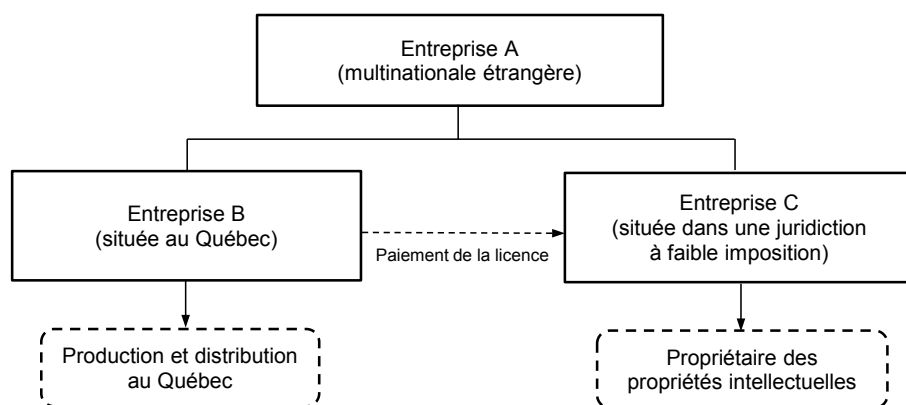 Entreprise A
(multinationale étrangère)
Entreprise B
(située au Québec)
Paiement de la licence
Entreprise C
(située dans une juridiction
à faible imposition)
Production et distribution
au Québec
Propriétaire des
propriétés intellectuelles